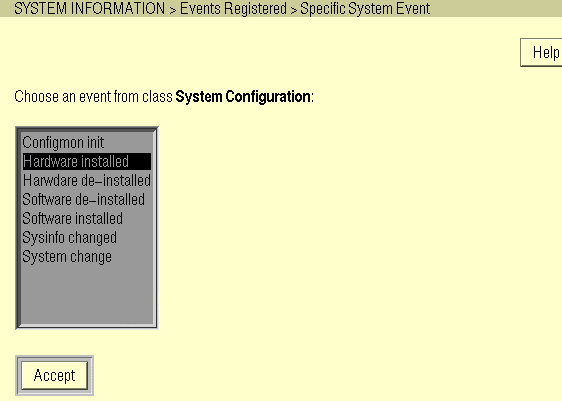 SYSTEM INFORMATION > Events Registered > Specific System Event
Help
Choose an event from class System Configuration:
Configmon init
Hardware installed
Harwdare de-installed
Software de-installed
Software installed
Sysinfo changed
System change
Accept